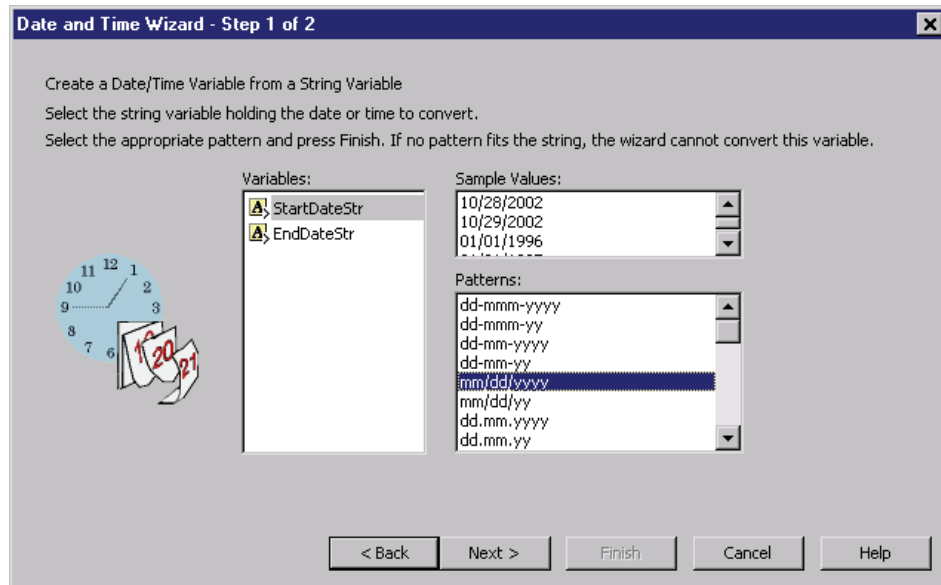 Date and Time Wizard - Step 1 of 2
Create a Date/Time Variable from a String Variable
Select the string variable holding the date or time to convert.
Select the appropriate pattern and press Finish. If no pattern fits the string, the wizard cannot convert this variable.
Variables:
StartDateStr
EndDateStr
Sample Values:
10/28/2002
10/29/2002
01/01/1996
Patterns:
dd-mmm-yyyy
dd-mmm-yy
dd-mm-yyyy
dd-mm-yy
mm/dd/yyyy
mm/dd/yy
dd.mm.yyyy
dd.mm.yy
11 12 1
10 2
9 3
8
7 6
20
21
< Back Next > Finish Cancel Help